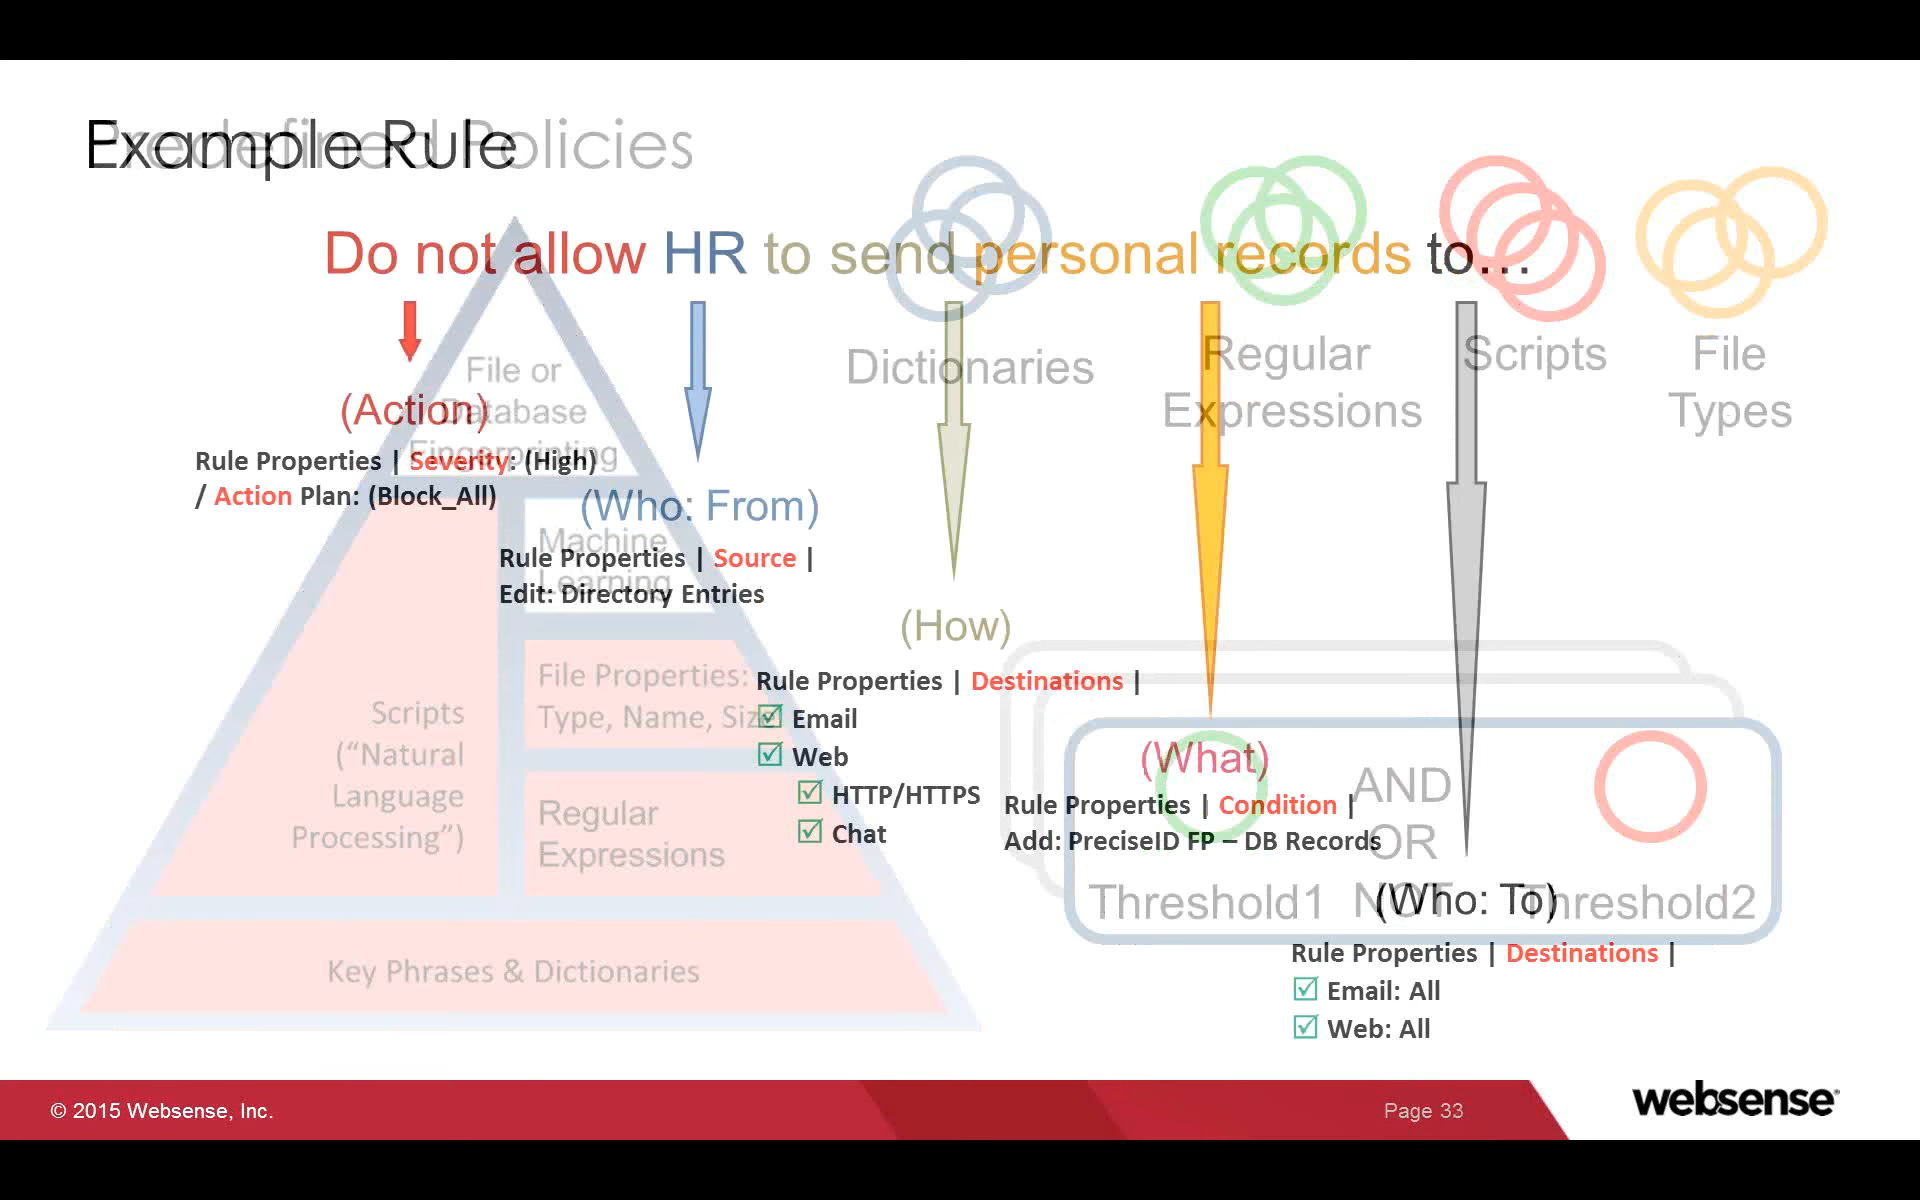 Example Rule
Predefined Policies
Do not allow HR to send personal records to...
Dictionaries
Regular
Expressions
Scripts
File
Types
File or
Database
Fingerprinting
(Action)
Rule Properties | Severity: (High)
/ Action Plan: (Block_All)
(Who: From)
Machine
Learning
Rule Properties | Source |
Edit: Directory Entries
(How)
Rule Properties | Destinations |
Email
Web
HTTP/HTTPS
Chat
File Properties:
Type, Name, Size
Scripts
(“Natural
Language
Processing”)
Regular
Expressions
Key Phrases & Dictionaries
(What)
Rule Properties | Condition |
Add: PreciseID FP – DB Records
AND
OR
NOT
Threshold1
Threshold2
(Who: To)
Rule Properties | Destinations |
Email: All
Web: All
© 2015 Websense, Inc.
Page 33
websense